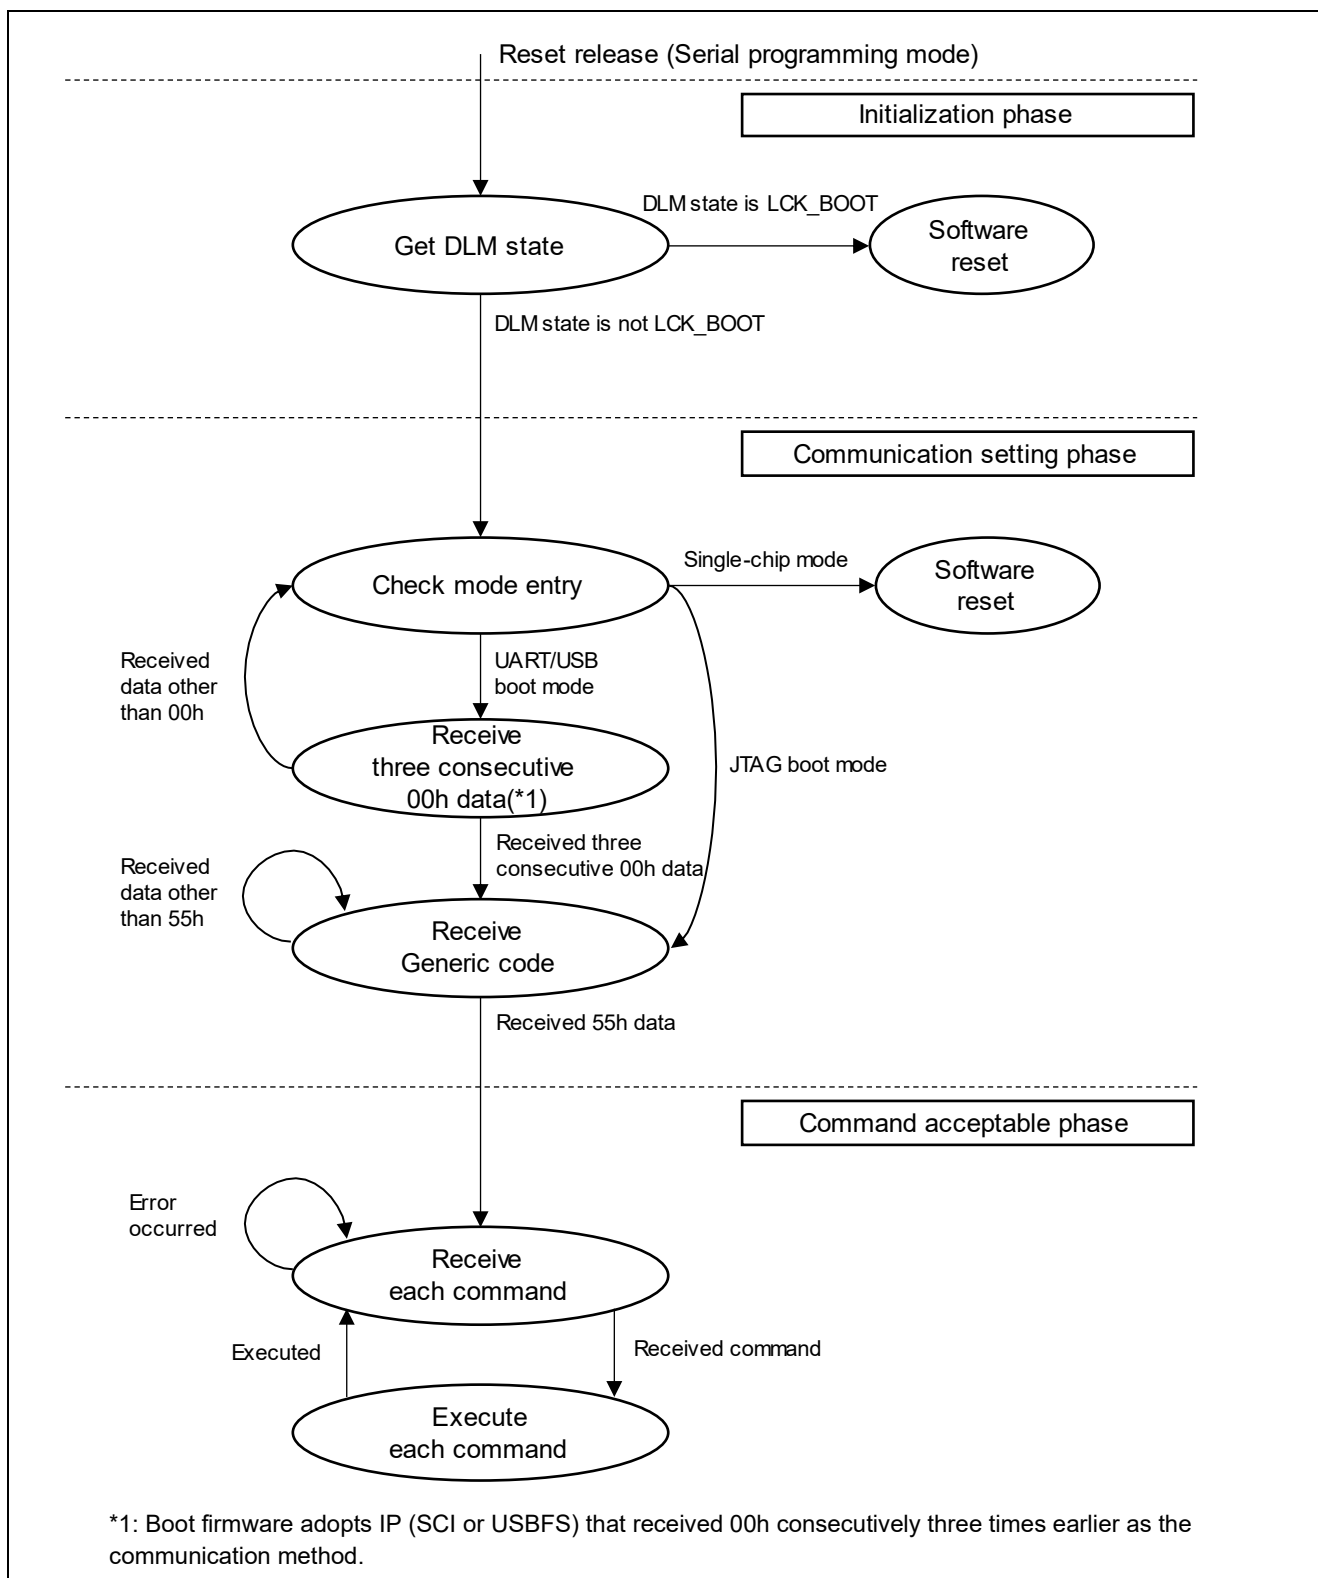 Reset release (Serial programming mode)
Initialization phase
DLM state is LCK_BOOT
Get DLM state
Software
reset
DLM state is not LCK_BOOT
Communication setting phase
Single-chip mode
Check mode entry
Software
reset
Received
data other
than 00h
UART/USB
boot mode
Receive
three consecutive
00h data(*1)
JTAG boot mode
Received three
consecutive 00h data
Received
data other
than 55h
Receive
Generic code
Received 55h data
Command acceptable phase
Error
occurred
Receive
each command
Executed
Received command
Execute
each command
*1: Boot firmware adopts IP (SCI or USBFS) that received 00h consecutively three times earlier as the
communication method.